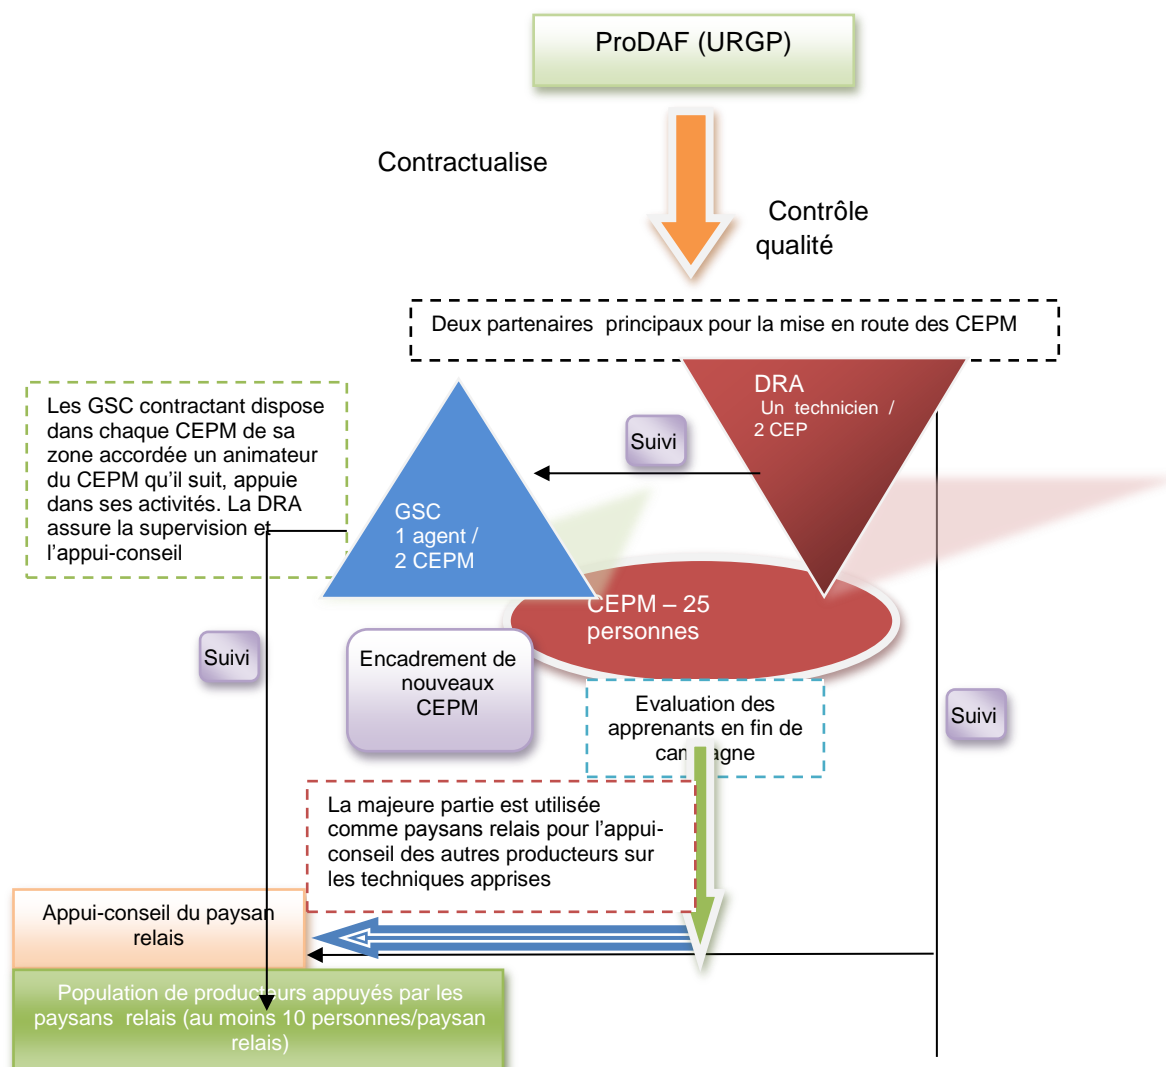 ProDAF (URGP)
Contractualise
Contrôle
qualité
Deux partenaires principaux pour la mise en route des CEPM
Les GSC contractant dispose
dans chaque CEPM de sa
zone accordée un animateur
du CEPM qu'il suit, appuie
dans ses activités. La DRA
assure la supervision et
l'appui-conseil
DRA
Un technicien /
2 CEP
Suivi
GSC
1 agent /
2 CEPM
CEPM – 25
personnes
Suivi
Encadrement de
nouveaux
CEPM
Evaluation des
apprenants en fin de
campagne
Suivi
La majeure partie est utilisée
comme paysans relais pour l'appui-
conseil des autres producteurs sur
les techniques apprises
Appui-conseil du paysan
relais
Population de producteurs appuyés par les
paysans relais (au moins 10 personnes/paysan
relais)